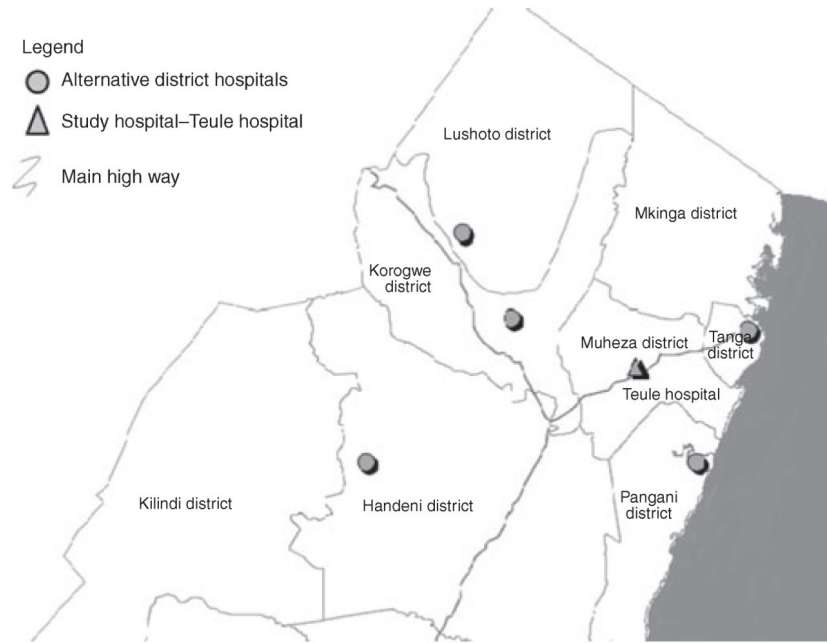 Legend
Alternative district hospitals
Study hospital–Teule hospital
Main high way
Lushoto district
Mkinga district
Korogwe
district
Muheza district
Tanga
district
Teule hospital
Kilindi district
Handeni district
Pangani
district